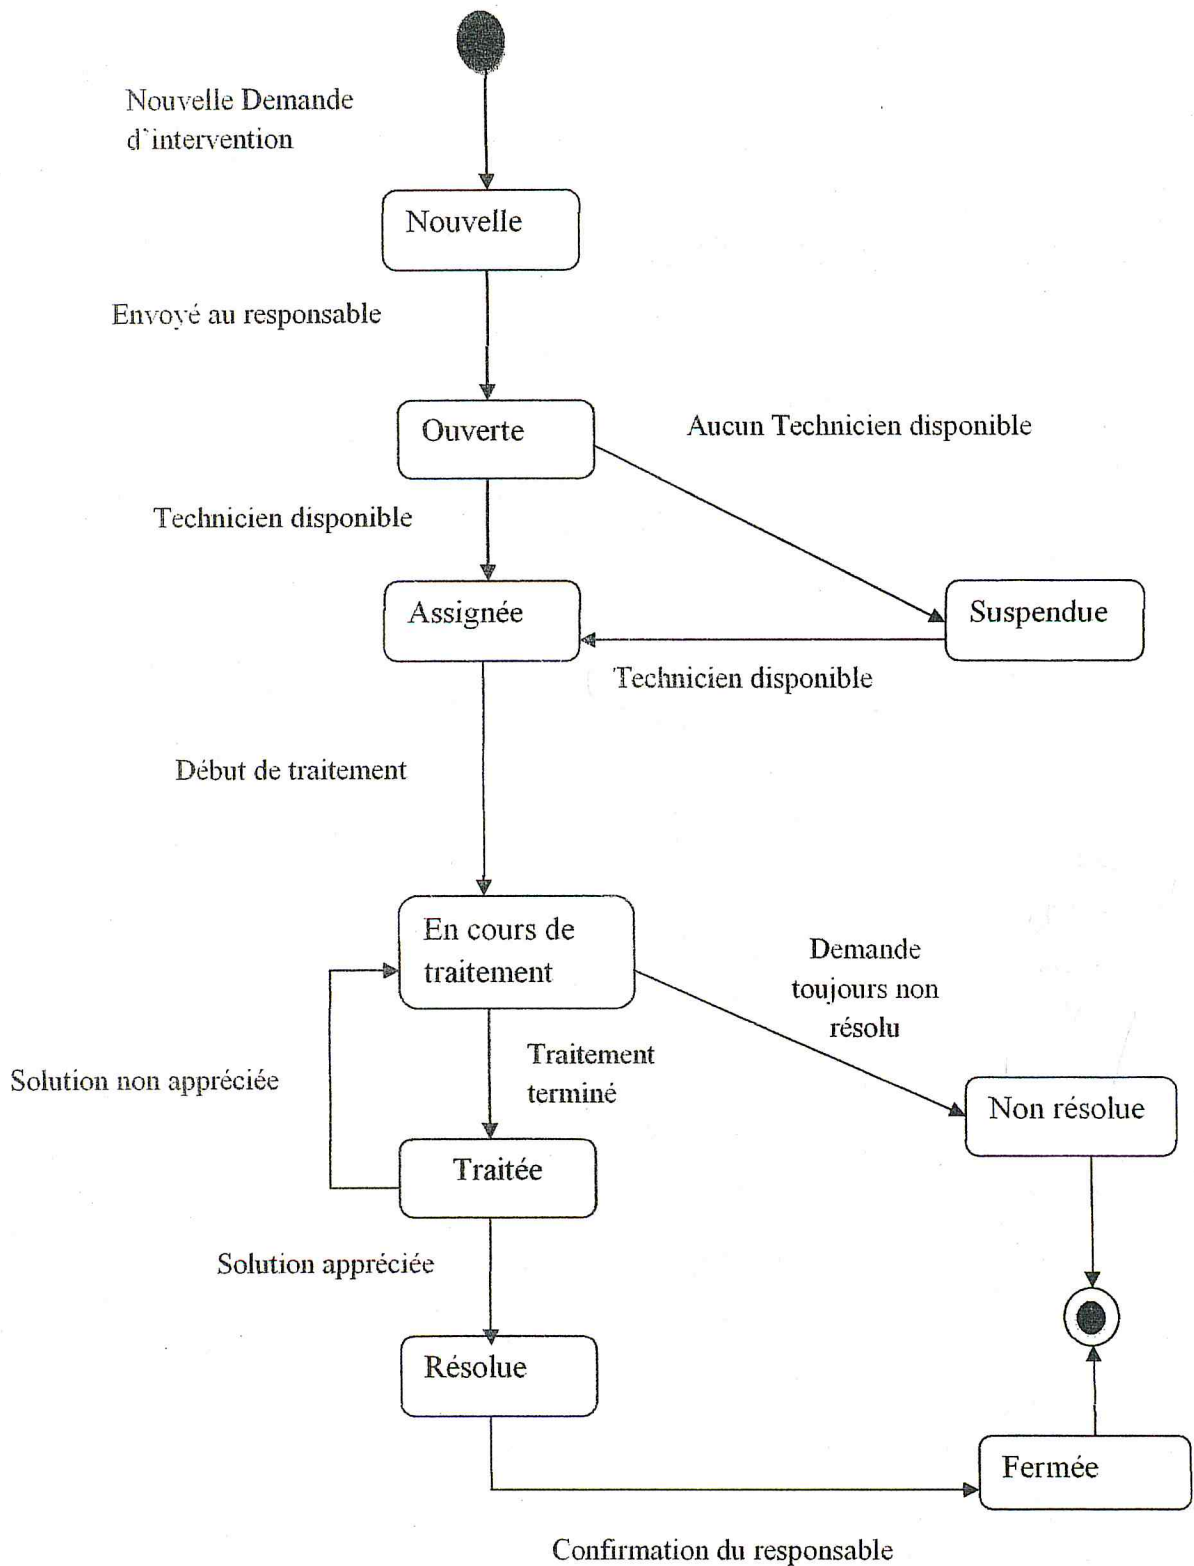 Nouvelle Demande
d`intervention
Nouvelle
Envoyé au responsable
Ouverte
Aucun Technicien disponible
Technicien disponible
Assignée
Suspendue
Technicien disponible
Début de traitement
En cours de
traitement
Demande
toujours non
résolu
Traitement
terminé
Solution non appréciée
Non résolue
Traitée
Solution appréciée
Résolue
Fermée
Confirmation du responsable